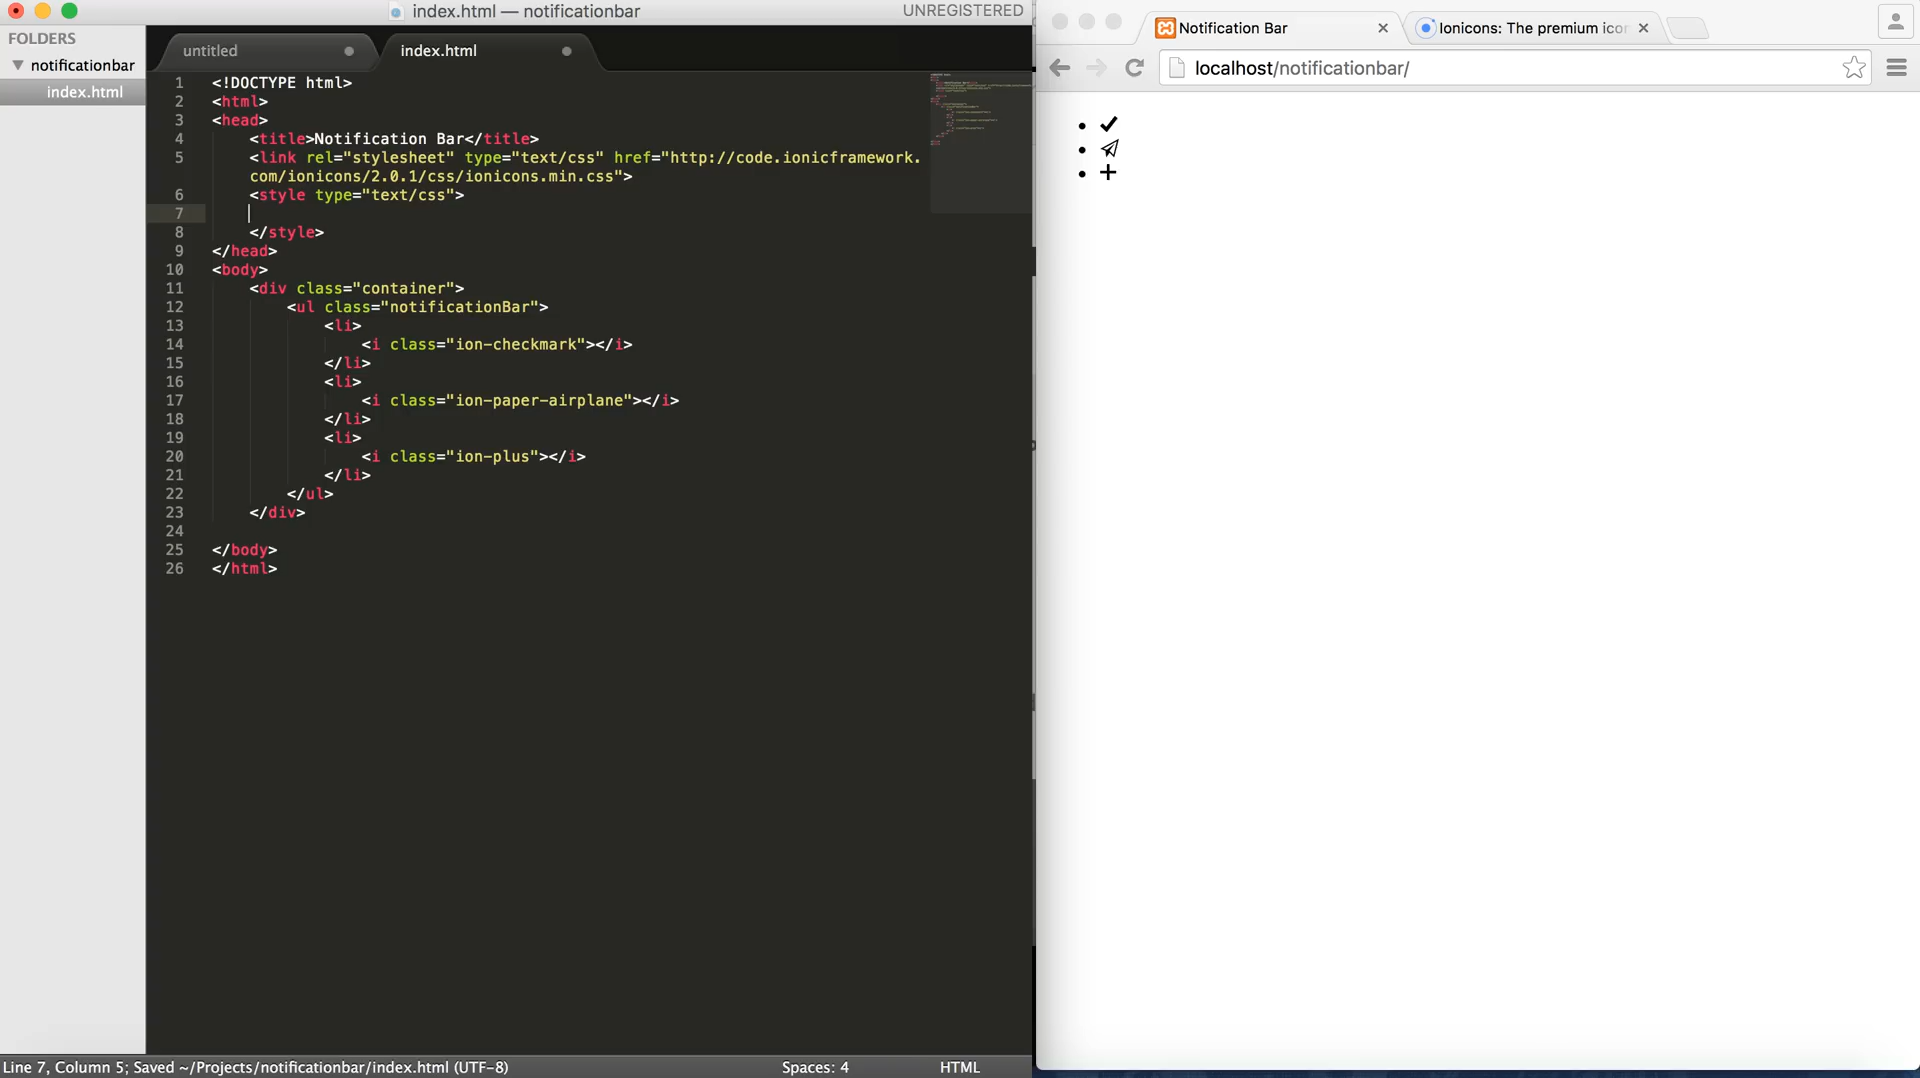 index.html — notificationbar
UNREGISTERED
FOLDERS
notificationbar
index.html
untitled
index.html
1 <!DOCTYPE html>
2 <html>
3 <head>
4     <title>Notification Bar</title>
5     <link rel="stylesheet" type="text/css" href="http://code.ionicframework.
    com/ionicons/2.0.1/css/ionicons.min.css">
6     <style type="text/css">
7
8     </style>
9 </head>
10 <body>
11     <div class="container">
12         <ul class="notificationBar">
13             <li>
14                 <i class="ion-checkmark"></i>
15             </li>
16             <li>
17                 <i class="ion-paper-airplane"></i>
18             </li>
19             <li>
20                 <i class="ion-plus"></i>
21             </li>
22         </ul>
23     </div>
24
25 </body>
26 </html>
Line 7, Column 5; Saved ~/Projects/notificationbar/index.html (UTF-8)
Spaces: 4
HTML
Notification Bar
Ionicons: The premium icon
localhost/notificationbar/